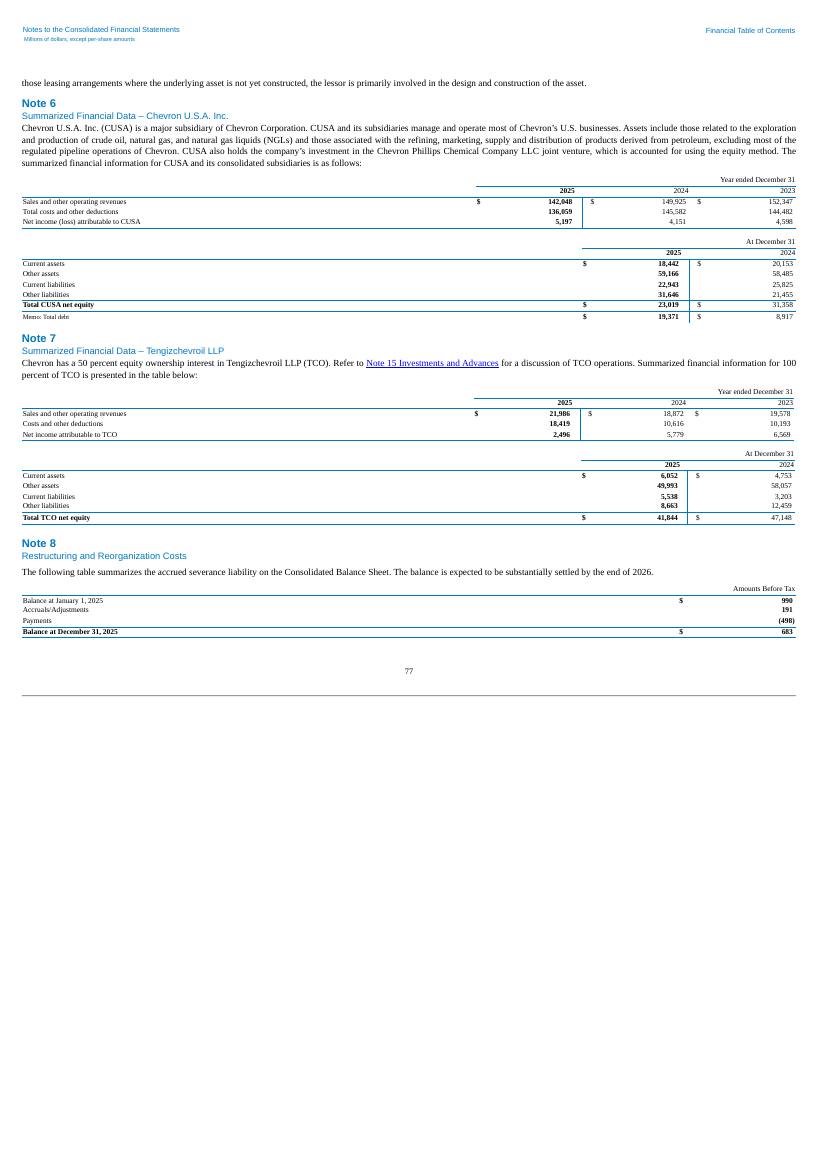 Notes to the Consolidated Financial Statements
Financial Table of Contents
Millions of dollars, except per-share amounts
those leasing arrangements where the underlying asset is not yet constructed, the lessor is primarily involved in the design and construction of the asset.
Note 6
Summarized Financial Data – Chevron U.S.A. Inc.
Chevron U.S.A. Inc. (CUSA) is a major subsidiary of Chevron Corporation. CUSA and its subsidiaries manage and operate most of Chevron’s U.S. businesses. Assets include those related to the exploration
and production of crude oil, natural gas, and natural gas liquids (NGLs) and those associated with the refining, marketing, supply and distribution of products derived from petroleum, excluding most of the
regulated pipeline operations of Chevron. CUSA also holds the company’s investment in the Chevron Phillips Chemical Company LLC joint venture, which is accounted for using the equity method. The
summarized financial information for CUSA and its consolidated subsidiaries is as follows:
Year ended December 31
2025 2024 2023
Sales and other operating revenues $ 142,048 $ 149,925 $ 152,347
Total costs and other deductions 136,059 145,582 144,482
Net income (loss) attributable to CUSA 5,197 4,151 4,598
At December 31
2025 2024
Current assets $ 18,442 $ 20,153
Other assets 59,166 58,485
Current liabilities 22,943 25,825
Other liabilities 31,646 21,455
Total CUSA net equity $ 23,019 $ 31,358
Memo: Total debt $ 19,371 $ 8,917
Note 7
Summarized Financial Data – Tengizchevroil LLP
Chevron has a 50 percent equity ownership interest in Tengizchevroil LLP (TCO). Refer to Note 15 Investments and Advances for a discussion of TCO operations. Summarized financial information for 100
percent of TCO is presented in the table below:
Year ended December 31
2025 2024 2023
Sales and other operating revenues $ 21,986 $ 18,872 $ 19,578
Costs and other deductions 18,419 10,616 10,193
Net income attributable to TCO 2,496 5,779 6,569
At December 31
2025 2024
Current assets $ 6,052 $ 4,753
Other assets 49,993 58,057
Current liabilities 5,538 3,203
Other liabilities 8,663 12,459
Total TCO net equity $ 41,844 $ 47,148
Note 8
Restructuring and Reorganization Costs
The following table summarizes the accrued severance liability on the Consolidated Balance Sheet. The balance is expected to be substantially settled by the end of 2026.
Amounts Before Tax
Balance at January 1, 2025 $ 990
Accruals/Adjustments 191
Payments (498)
Balance at December 31, 2025 $ 683
77